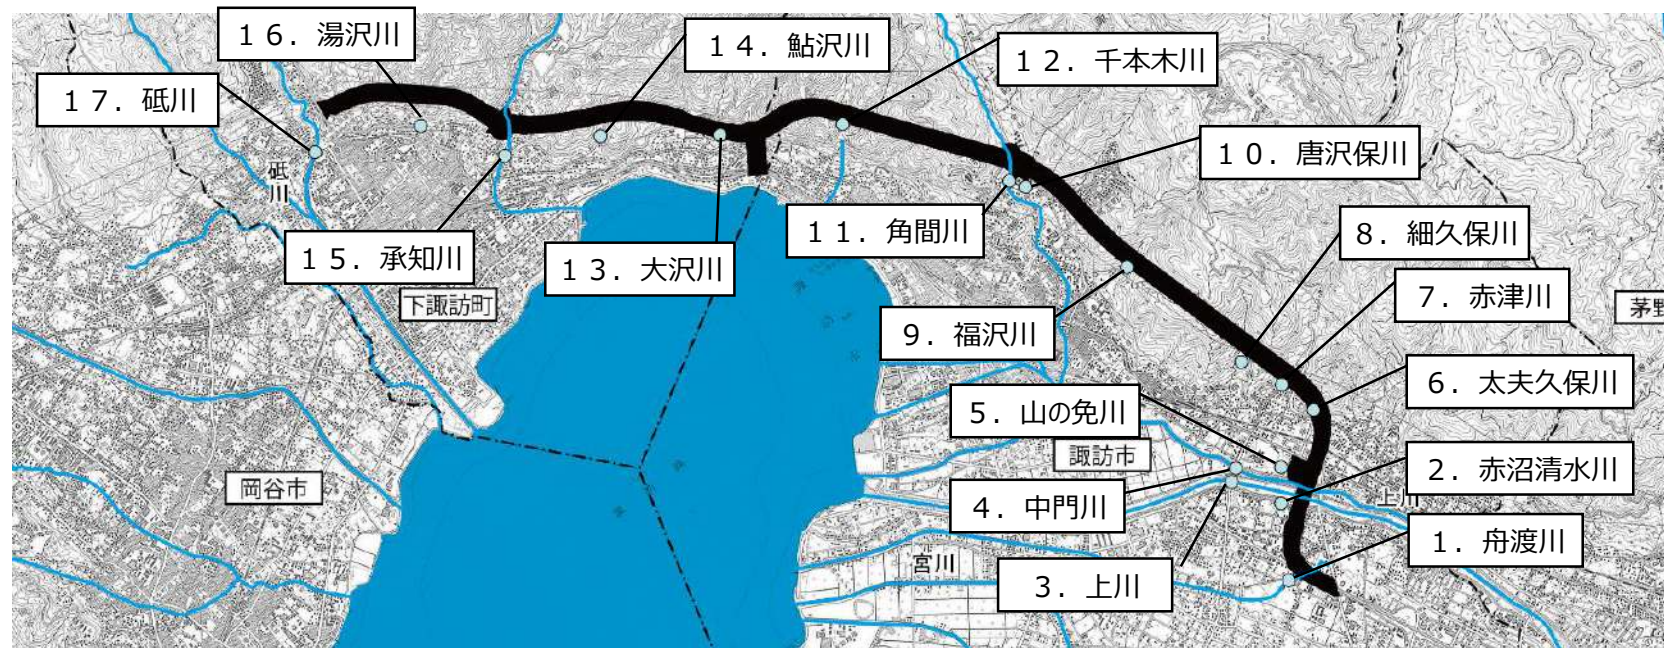 １６．湯沢川
１４．鮎沢川
１２．千本木川
１７．砥川
１０．唐沢保川
砥川
１１．角間川
８．細久保川
１５．承知川
１３．大沢川
７．赤津川
下諏訪町
茅野
９．福沢川
６．太夫久保川
５．山の免川
諏訪市
２．赤沼清水川
岡谷市
上川
４．中門川
１．舟渡川
宮川
３．上川